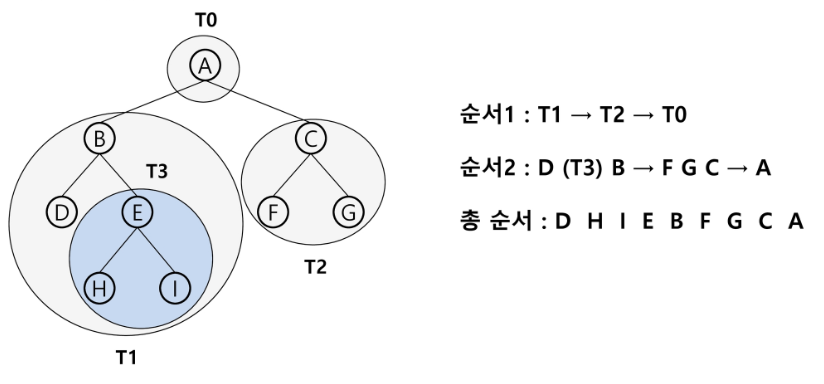 T0
A
B
C
T3
D
E
F
G
H
I
T2
T1
순서1 : T1 → T2 → T0
순서2 : D (T3) B → F G C → A
총 순서 : D H I E B F G C A